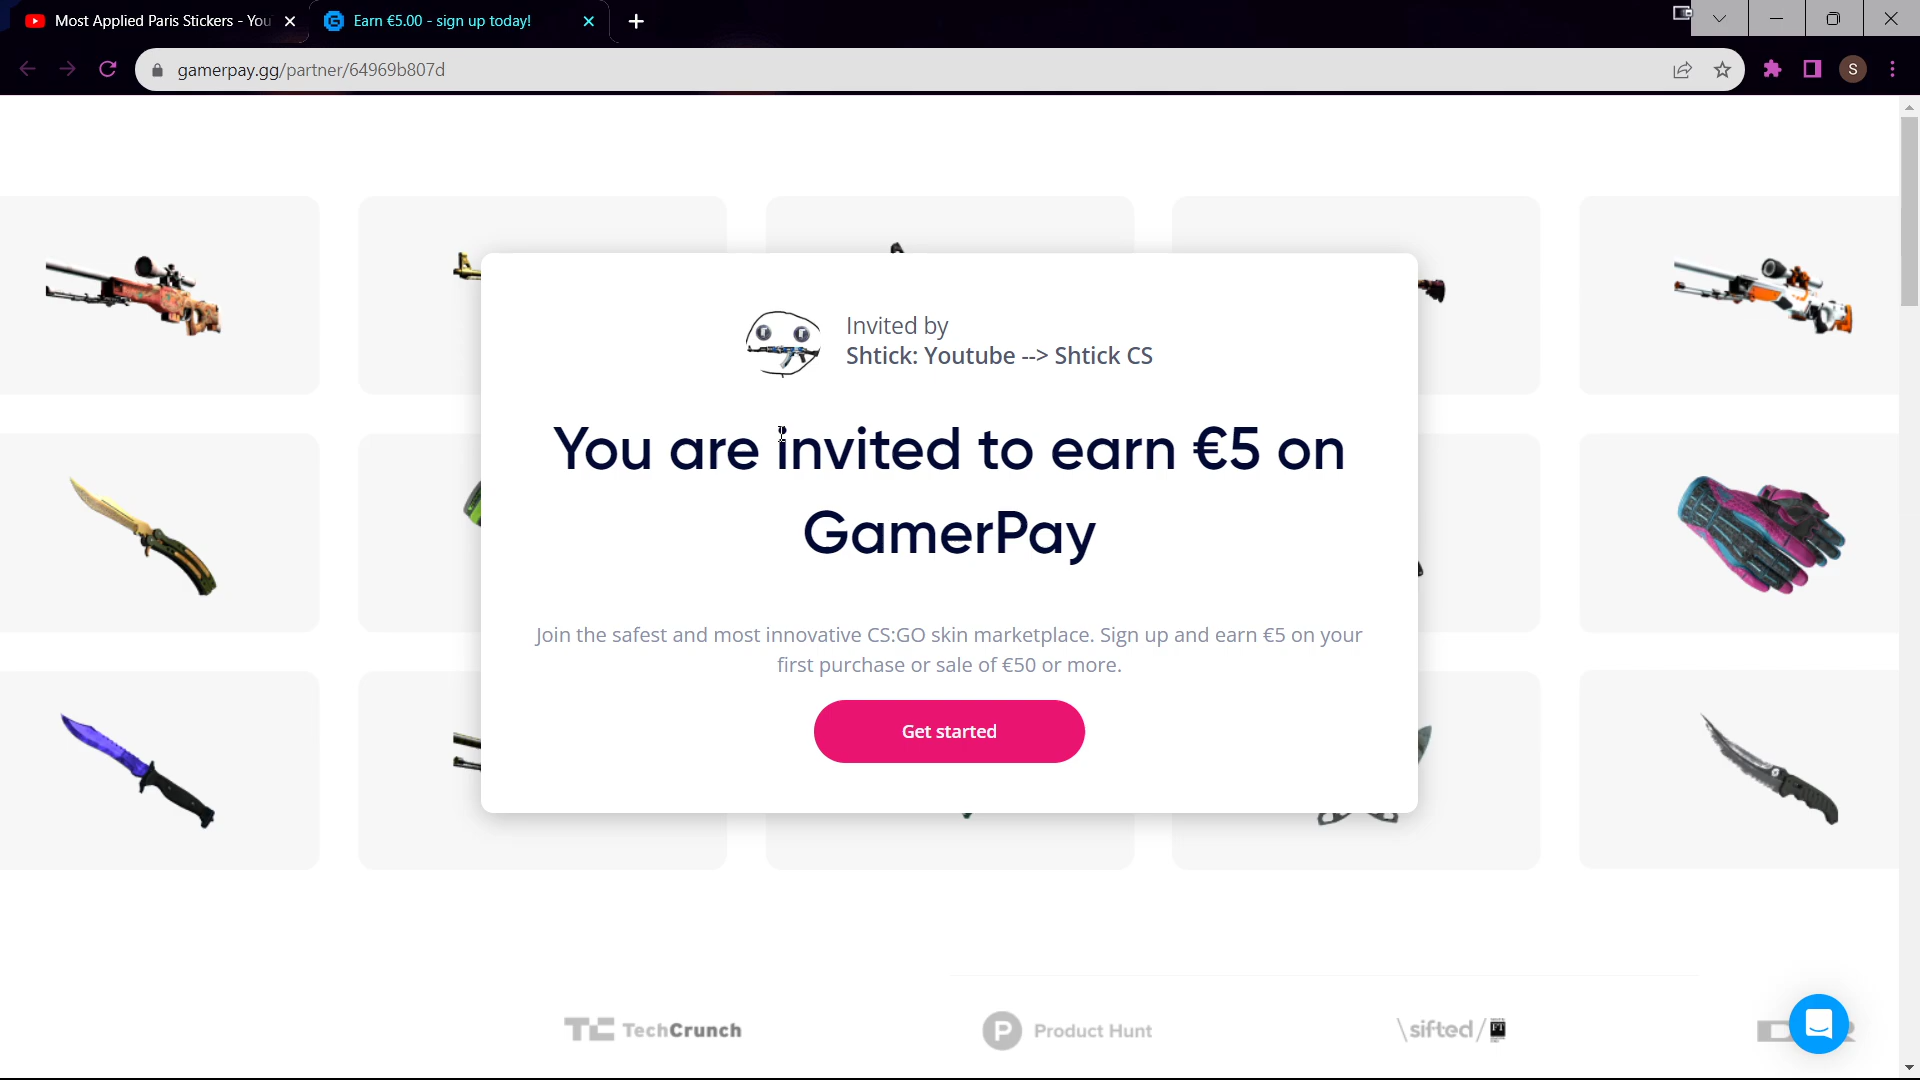 Most Applied Paris Stickers - You
Earn €5.00 - sign up today!
gamerpay.gg/partner/64969b807d
S
Invited by
Shtick: Youtube --> Shtick CS
You are invited to earn €5 on
GamerPay
Join the safest and most innovative CS:GO skin marketplace. Sign up and earn €5 on your
first purchase or sale of €50 or more.
Get started
TechCrunch
Product Hunt
\sifted/ FT